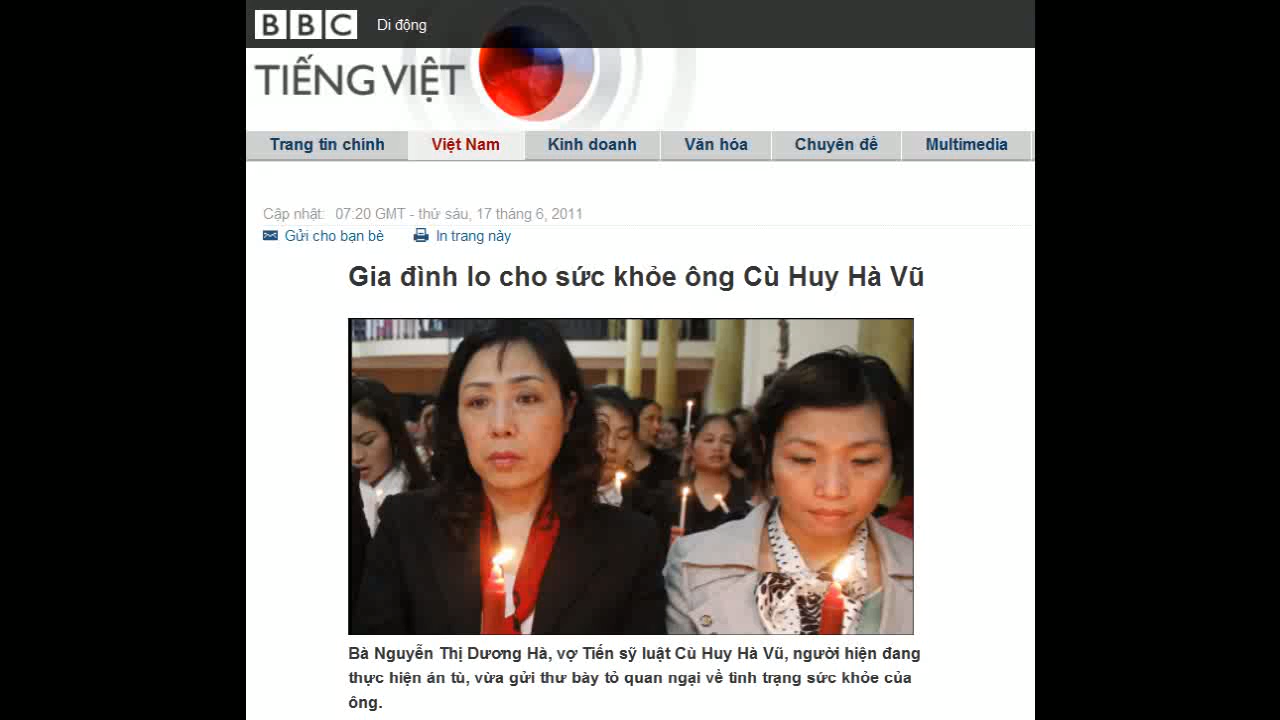 BBC Di động
TIẾNG VIỆT
Trang tin chính Việt Nam Kinh doanh Văn hóa Chuyên đề Multimedia
Cập nhật: 07:20 GMT - thứ sáu, 17 tháng 6, 2011
Gửi cho bạn bè In trang này
Gia đình lo cho sức khỏe ông Cù Huy Hà Vũ
Bà Nguyễn Thị Dương Hà, vợ Tiến sỹ luật Cù Huy Hà Vũ, người hiện đang
thực hiện án tù, vừa gửi thư bày tỏ quan ngại về tình trạng sức khỏe của
ông.